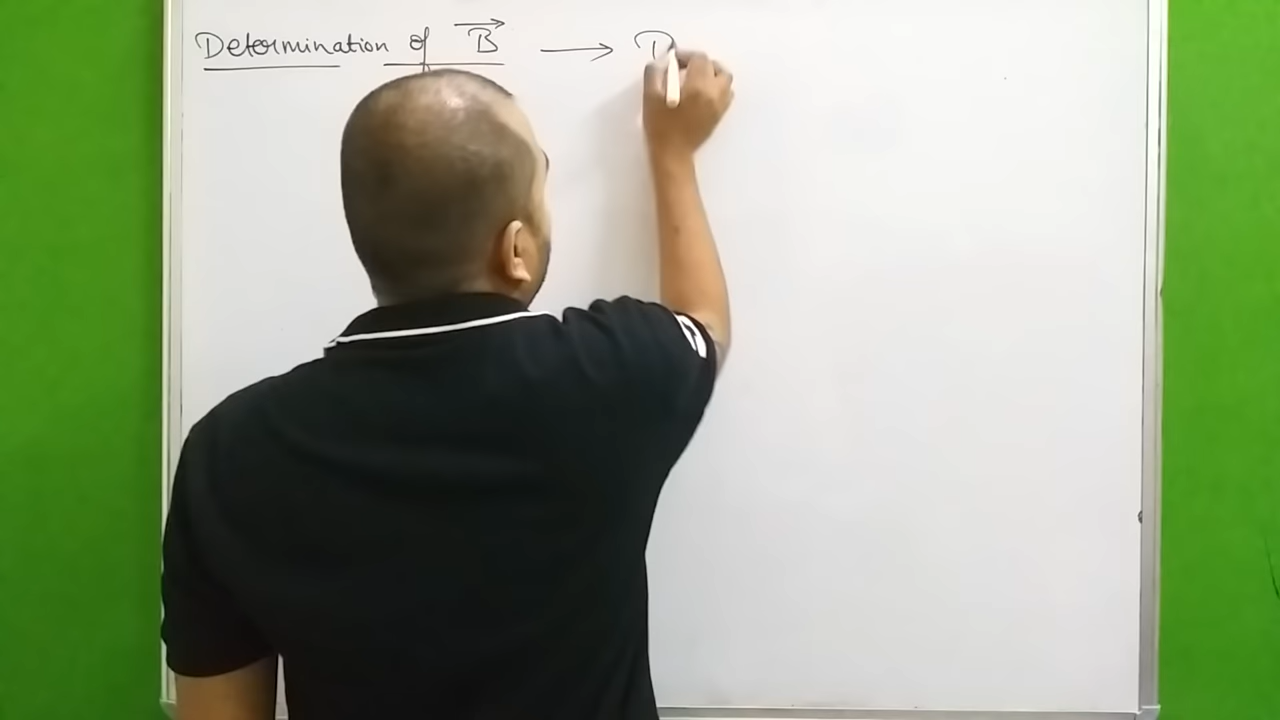 Determination of B⃗ → D